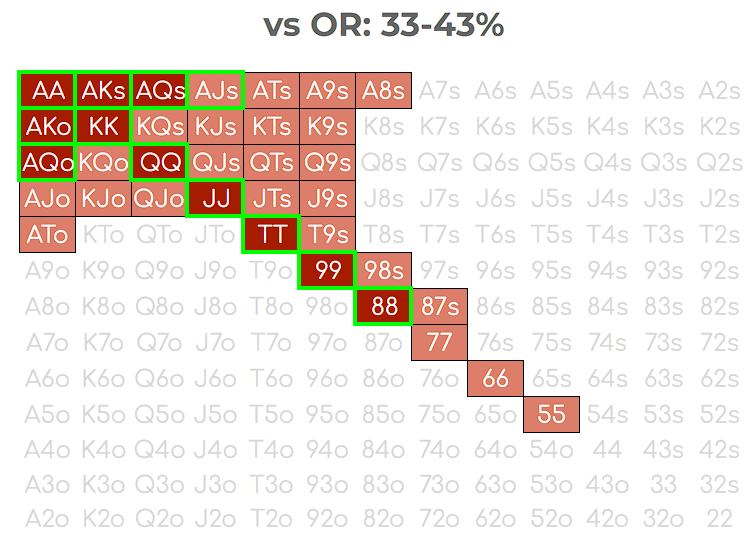 vs OR: 33-43%
AA AKs AQs AJs ATs A9s A8s A7s A6s A5s A4s A3s A2s
AKo KK KQs KJs KTs K9s K8s K7s K6s K5s K4s K3s K2s
AQo KQo QQ QJs QTs Q9s Q8s Q7s Q6s Q5s Q4s Q3s Q2s
AJo KJo QJo JJ JTs J9s J8s J7s J6s J5s J4s J3s J2s
ATo KTo QTo JTo TT T9s T8s T7s T6s T5s T4s T3s T2s
A9o K9o Q9o J9o T9o 99 98s 97s 96s 95s 94s 93s 92s
A8o K8o Q8o J8o T8o 98o 88 87s 86s 85s 84s 83s 82s
A7o K7o Q7o J7o T7o 97o 87o 77 76s 75s 74s 73s 72s
A6o K6o Q6o J6o T6o 96o 86o 76o 66 65s 64s 63s 62s
A5o K5o Q5o J5o T5o 95o 85o 75o 65o 55 54s 53s 52s
A4o K4o Q4o J4o T4o 94o 84o 74o 64o 54o 44 43s 42s
A3o K3o Q3o J3o T3o 93o 83o 73o 63o 53o 43o 33 32s
A2o K2o Q2o J2o T2o 92o 82o 72o 62o 52o 42o 32o 22